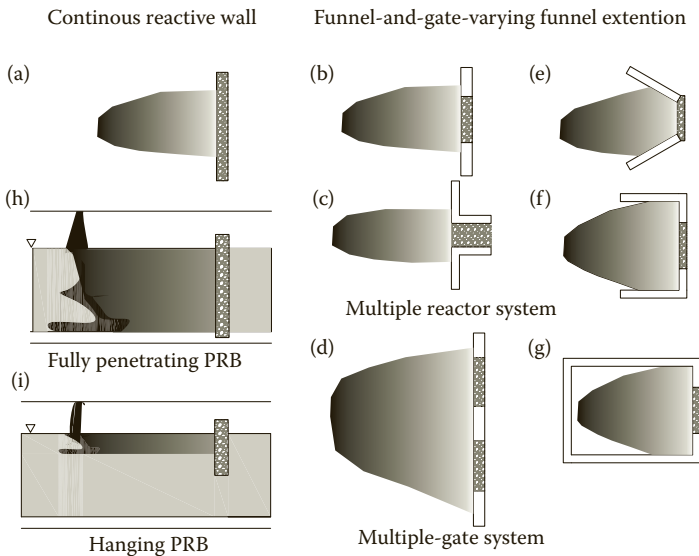 Continous reactive wall
Funnel-and-gate-varying funnel extention
(a)
(b)
(e)
(h)
(c)
(f)
Multiple reactor system
Fully penetrating PRB
(d)
(g)
(i)
Multiple-gate system
Hanging PRB